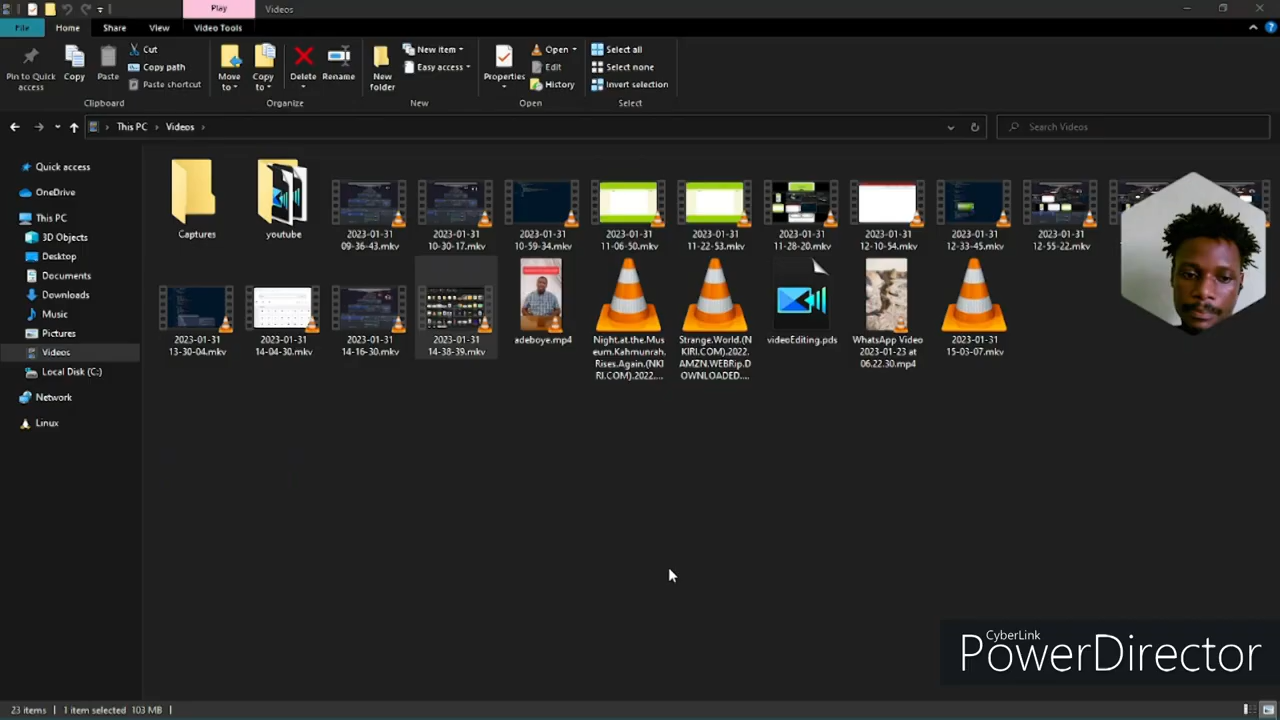 Play
Videos
File
Home
Share
View
Video Tools
Pin to Quick access
Copy
Paste
Cut
Copy path
Paste shortcut
Clipboard
Move to
Copy to
Delete
Rename
Organize
New folder
New item
Easy access
New
Properties
Open
Edit
History
Open
Select all
Select none
Invert selection
Select
This PC
Videos
Search Videos
Quick access
OneDrive
This PC
3D Objects
Desktop
Documents
Downloads
Music
Pictures
Videos
Local Disk (C:)
Network
Linux
Captures
youtube
2023-01-31
09-36-43.mkv
2023-01-31
10-30-17.mkv
2023-01-31
10-59-34.mkv
2023-01-31
11-06-50.mkv
2023-01-31
11-22-53.mkv
2023-01-31
11-28-20.mkv
2023-01-31
12-10-54.mkv
2023-01-31
12-33-45.mkv
2023-01-31
12-55-22.mkv
2023-01-31
13-30-04.mkv
2023-01-31
14-04-30.mkv
2023-01-31
14-16-30.mkv
2023-01-31
14-38-39.mkv
adeboye.mp4
Night.at.the.Mus
eum.Kahmunrah.
Rises.Again.(NK
IRI.COM).2022....
Strange.World.(N
KIRI.COM).2022.
AMZN.WEBRip.D
OWNLOADED....
videoEditing.pds
WhatsApp Video
2023-01-23 at
06.22.30.mp4
2023-01-31
15-03-07.mkv
CyberLink
PowerDirector
23 items
1 item selected 103 MB